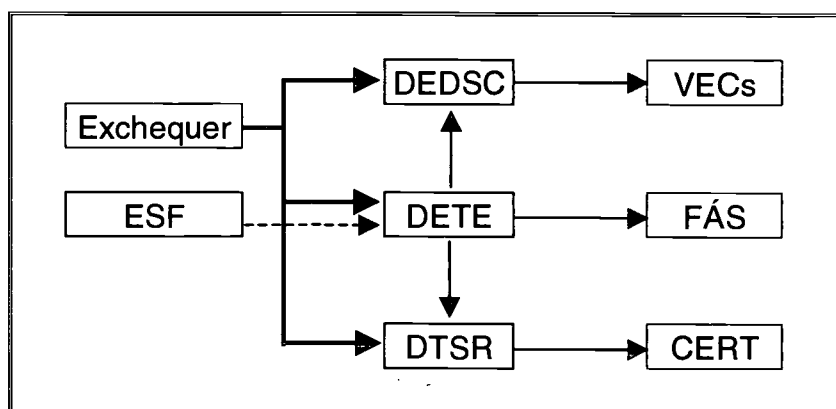 DEDSC
VECs
Exchequer
ESF
DETE
FÁS
DTSR
CERT